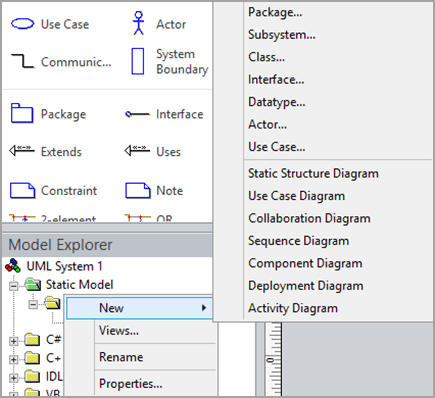 Use Case
Actor
Communic...
System
Boundary
Package
Interface
Extends
Uses
Constraint
Note
2-element
OR
Model Explorer
UML System 1
Static Model
C#
C+
IDL
VB
New
Views...
Rename
Properties...
Package...
Subsystem...
Class...
Interface...
Datatype...
Actor...
Use Case...
Static Structure Diagram
Use Case Diagram
Collaboration Diagram
Sequence Diagram
Component Diagram
Deployment Diagram
Activity Diagram
0